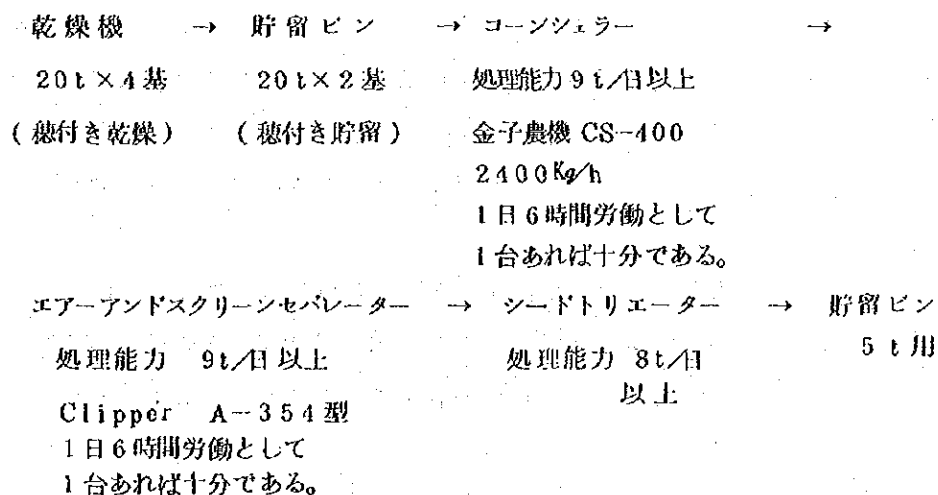 乾燥機 → 貯留ビン → コーンシェラー →
20t×4基 20t×2基 処理能力9t/日以上
(穂付き乾燥) (穂付き貯留) 金子農機 CS-400
2400Kg/h
1日6時間労働として
1台あれば十分である。
エアーアンドスクリーンセパレーター → シードトリエーター → 貯留ビン
処理能力 9t/日以上 処理能力 8t/日 5t用
以上
Clipper A-354型
1日6時間労働として
1台あれば十分である。